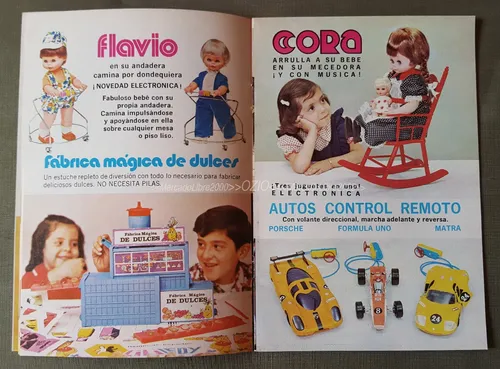 flavio
en su andadera
camina por dondequiera
¡NOVEDAD ELECTRONICA!
Fabuloso bebé con su
propia andadera.
Camina impulsándose
y apoyándose en ella
sobre cualquier mesa
o piso liso.
Fábrica mágica de dulces
Un estuche repleto de diversión con todo lo necesario para fabricar
deliciosos dulces. NO NECESITA PILAS.
Fábrica Mágica
DE DULCES
Fábrica Mágica
DE DULCES
CORA
ARRULLA A SU BEBE
EN SU MECEDORA
¡Y CON MUSICA!
¡Tres juguetes en uno!
ELECTRONICA
AUTOS CONTROL REMOTO
Con volante direccional, marcha adelante y reversa.
PORSCHE FORMULA UNO MATRA
8
24